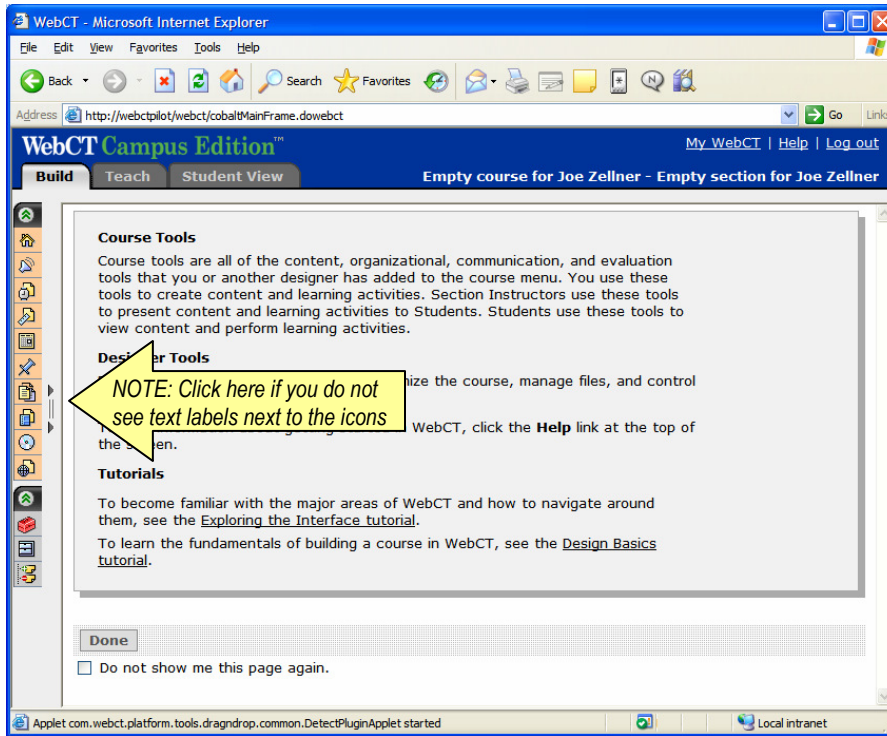 WebCT - Microsoft Internet Explorer
File Edit View Favorites Tools Help
Back Search Favorites
Address http://webctpilot/webct/cobaltMainFrame.dowebct Go Links
WebCT Campus Edition™ My WebCT | Help | Log out
Build Teach Student View Empty course for Joe Zellner - Empty section for Joe Zellner
Course Tools
Course tools are all of the content, organizational, communication, and evaluation
tools that you or another designer has added to the course menu. You use these
tools to create content and learning activities. Section Instructors use these tools
to present content and learning activities to Students. Students use these tools to
view content and perform learning activities.
Designer Tools
NOTE: Click here if you do not
see text labels next to the icons
the course, manage files, and control
WebCT, click the Help link at the top of
the screen.
Tutorials
To become familiar with the major areas of WebCT and how to navigate around
them, see the Exploring the Interface tutorial.
To learn the fundamentals of building a course in WebCT, see the Design Basics
tutorial.
Done
Do not show me this page again.
Applet com.webct.platform.tools.dragndrop.common.DetectPluginApplet started Local intranet